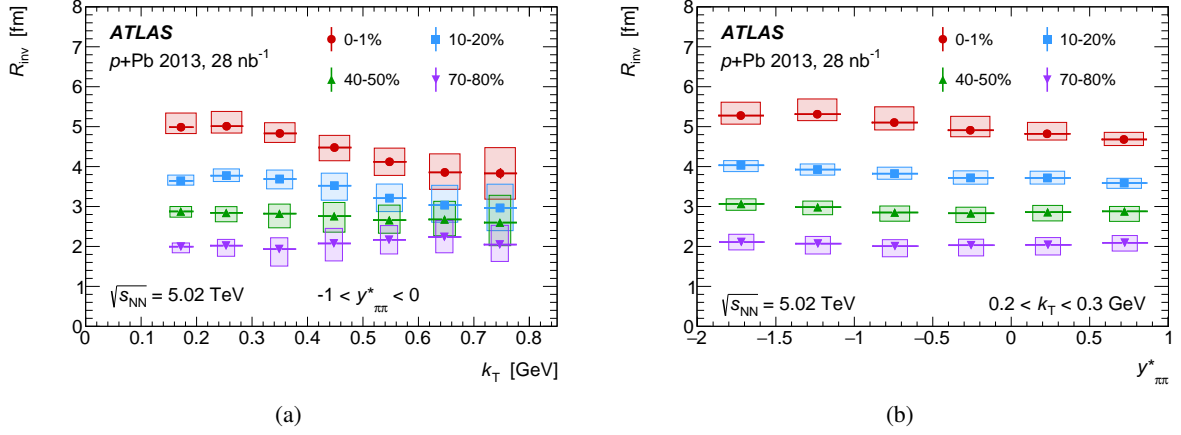 ATLAS
p+Pb 2013, 28 nb⁻¹
0-1%
10-20%
40-50%
70-80%
R_inv [fm]
8
7
6
5
4
3
2
1
0
√s_NN = 5.02 TeV
-1 < y*_ππ < 0
0 0.1 0.2 0.3 0.4 0.5 0.6 0.7 0.8
k_T [GeV]
(a)
ATLAS
p+Pb 2013, 28 nb⁻¹
0-1%
10-20%
40-50%
70-80%
R_inv [fm]
8
7
6
5
4
3
2
1
0
√s_NN = 5.02 TeV
0.2 < k_T < 0.3 GeV
−2 −1.5 −1 −0.5 0 0.5 1
y*_ππ
(b)